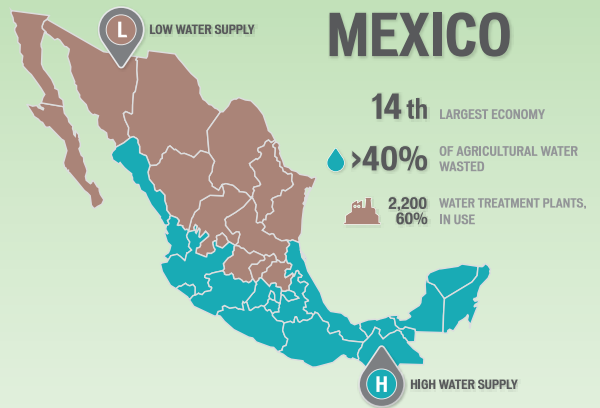 L LOW WATER SUPPLY
MEXICO
14 th LARGEST ECONOMY
>40% OF AGRICULTURAL WATER
WASTED
2,200 WATER TREATMENT PLANTS,
60% IN USE
H HIGH WATER SUPPLY